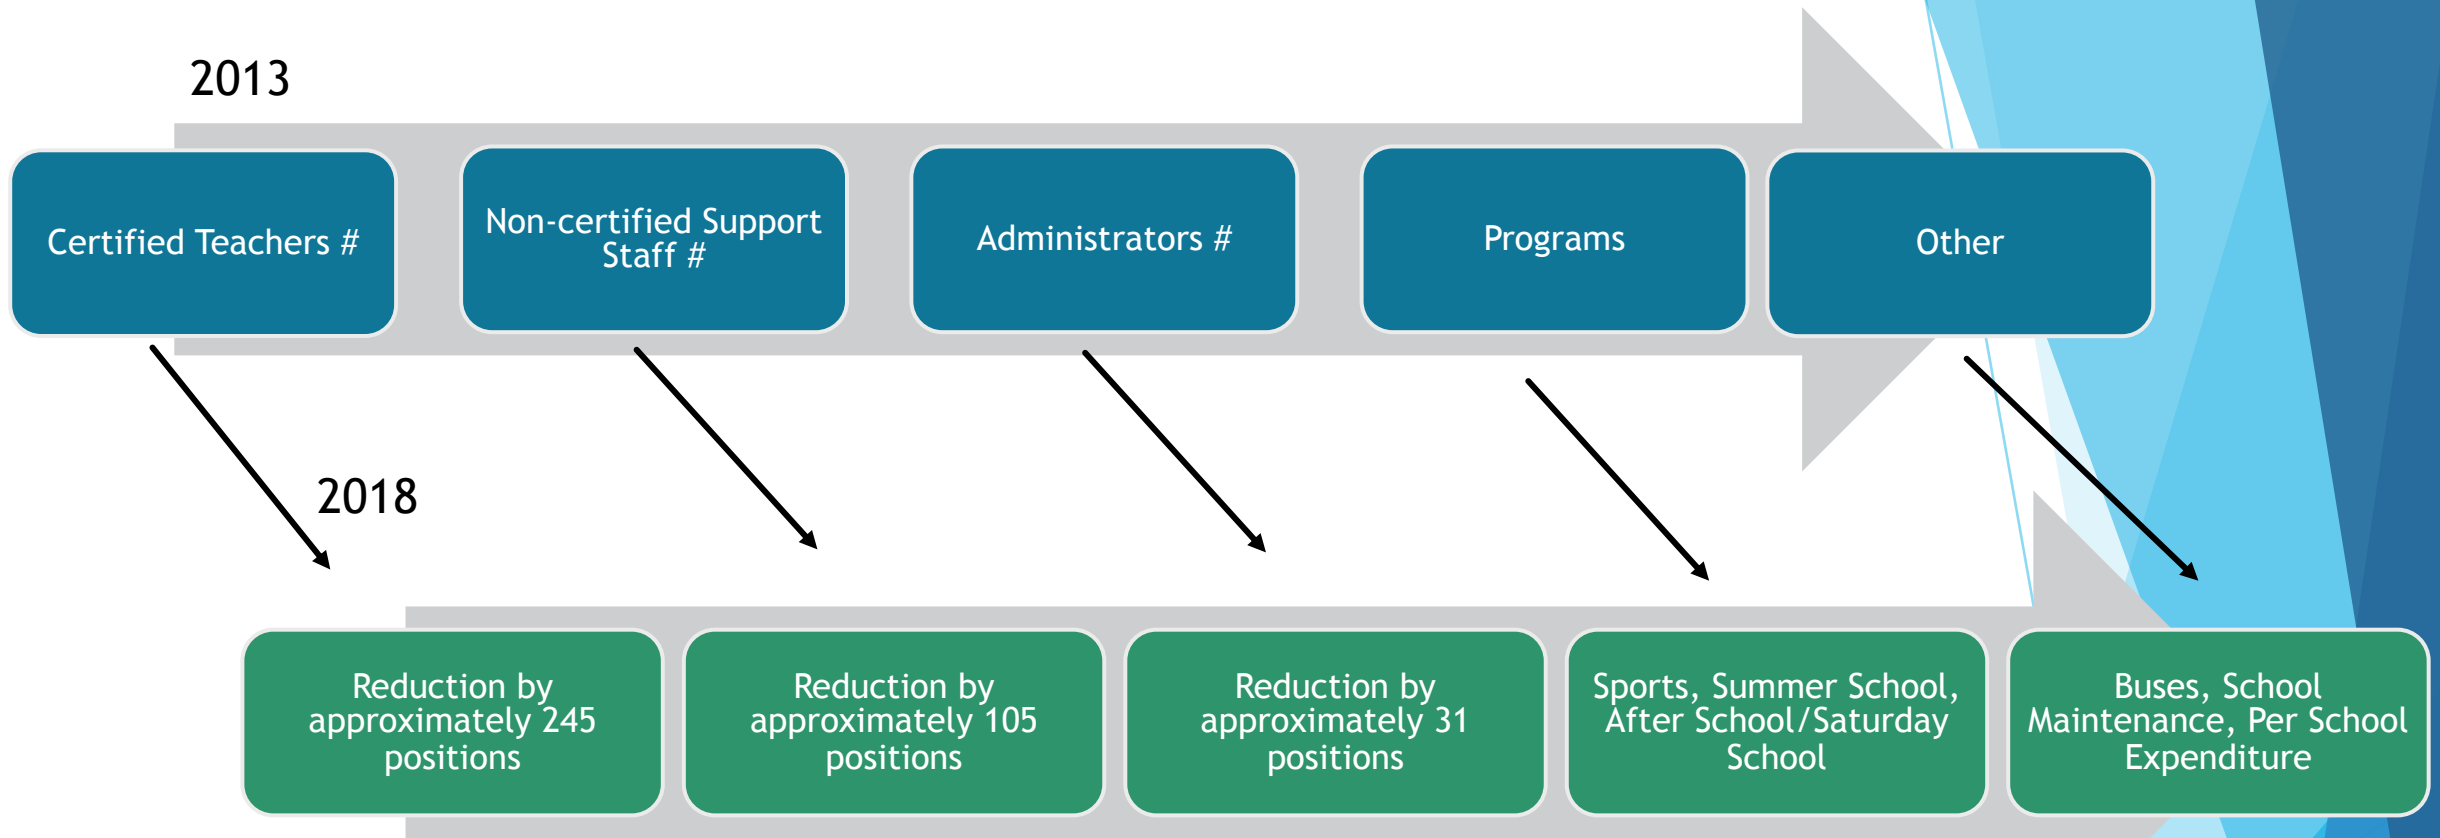 2013
Certified Teachers #
Non-certified Support
Staff #
Administrators #
Programs
Other
2018
Reduction by
approximately 245
positions
Reduction by
approximately 105
positions
Reduction by
approximately 31
positions
Sports, Summer School,
After School/Saturday
School
Buses, School
Maintenance, Per School
Expenditure